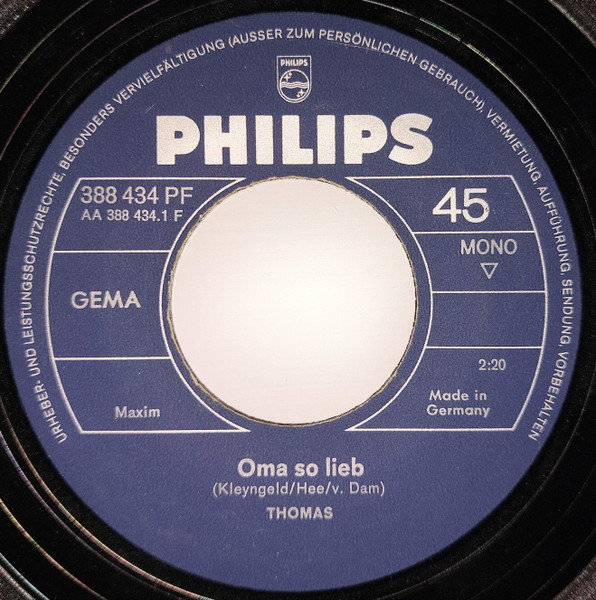 URHEBER- UND LEISTUNGSSCHUTZRECHTE, BESONDERS VERVIELFÄLTIGUNG (AUSSER ZUM PERSÖNLICHEN GEBRAUCH), VERMIETUNG, AUFFÜHRUNG, SENDUNG, VORBEHALTEN
PHILIPS
PHILIPS
388 434 PF
AA 388 434.1 F
45
MONO
▽
GEMA
2:20
Maxim
Made in
Germany
Oma so lieb
(Kleyngeld/Hee/v. Dam)
THOMAS